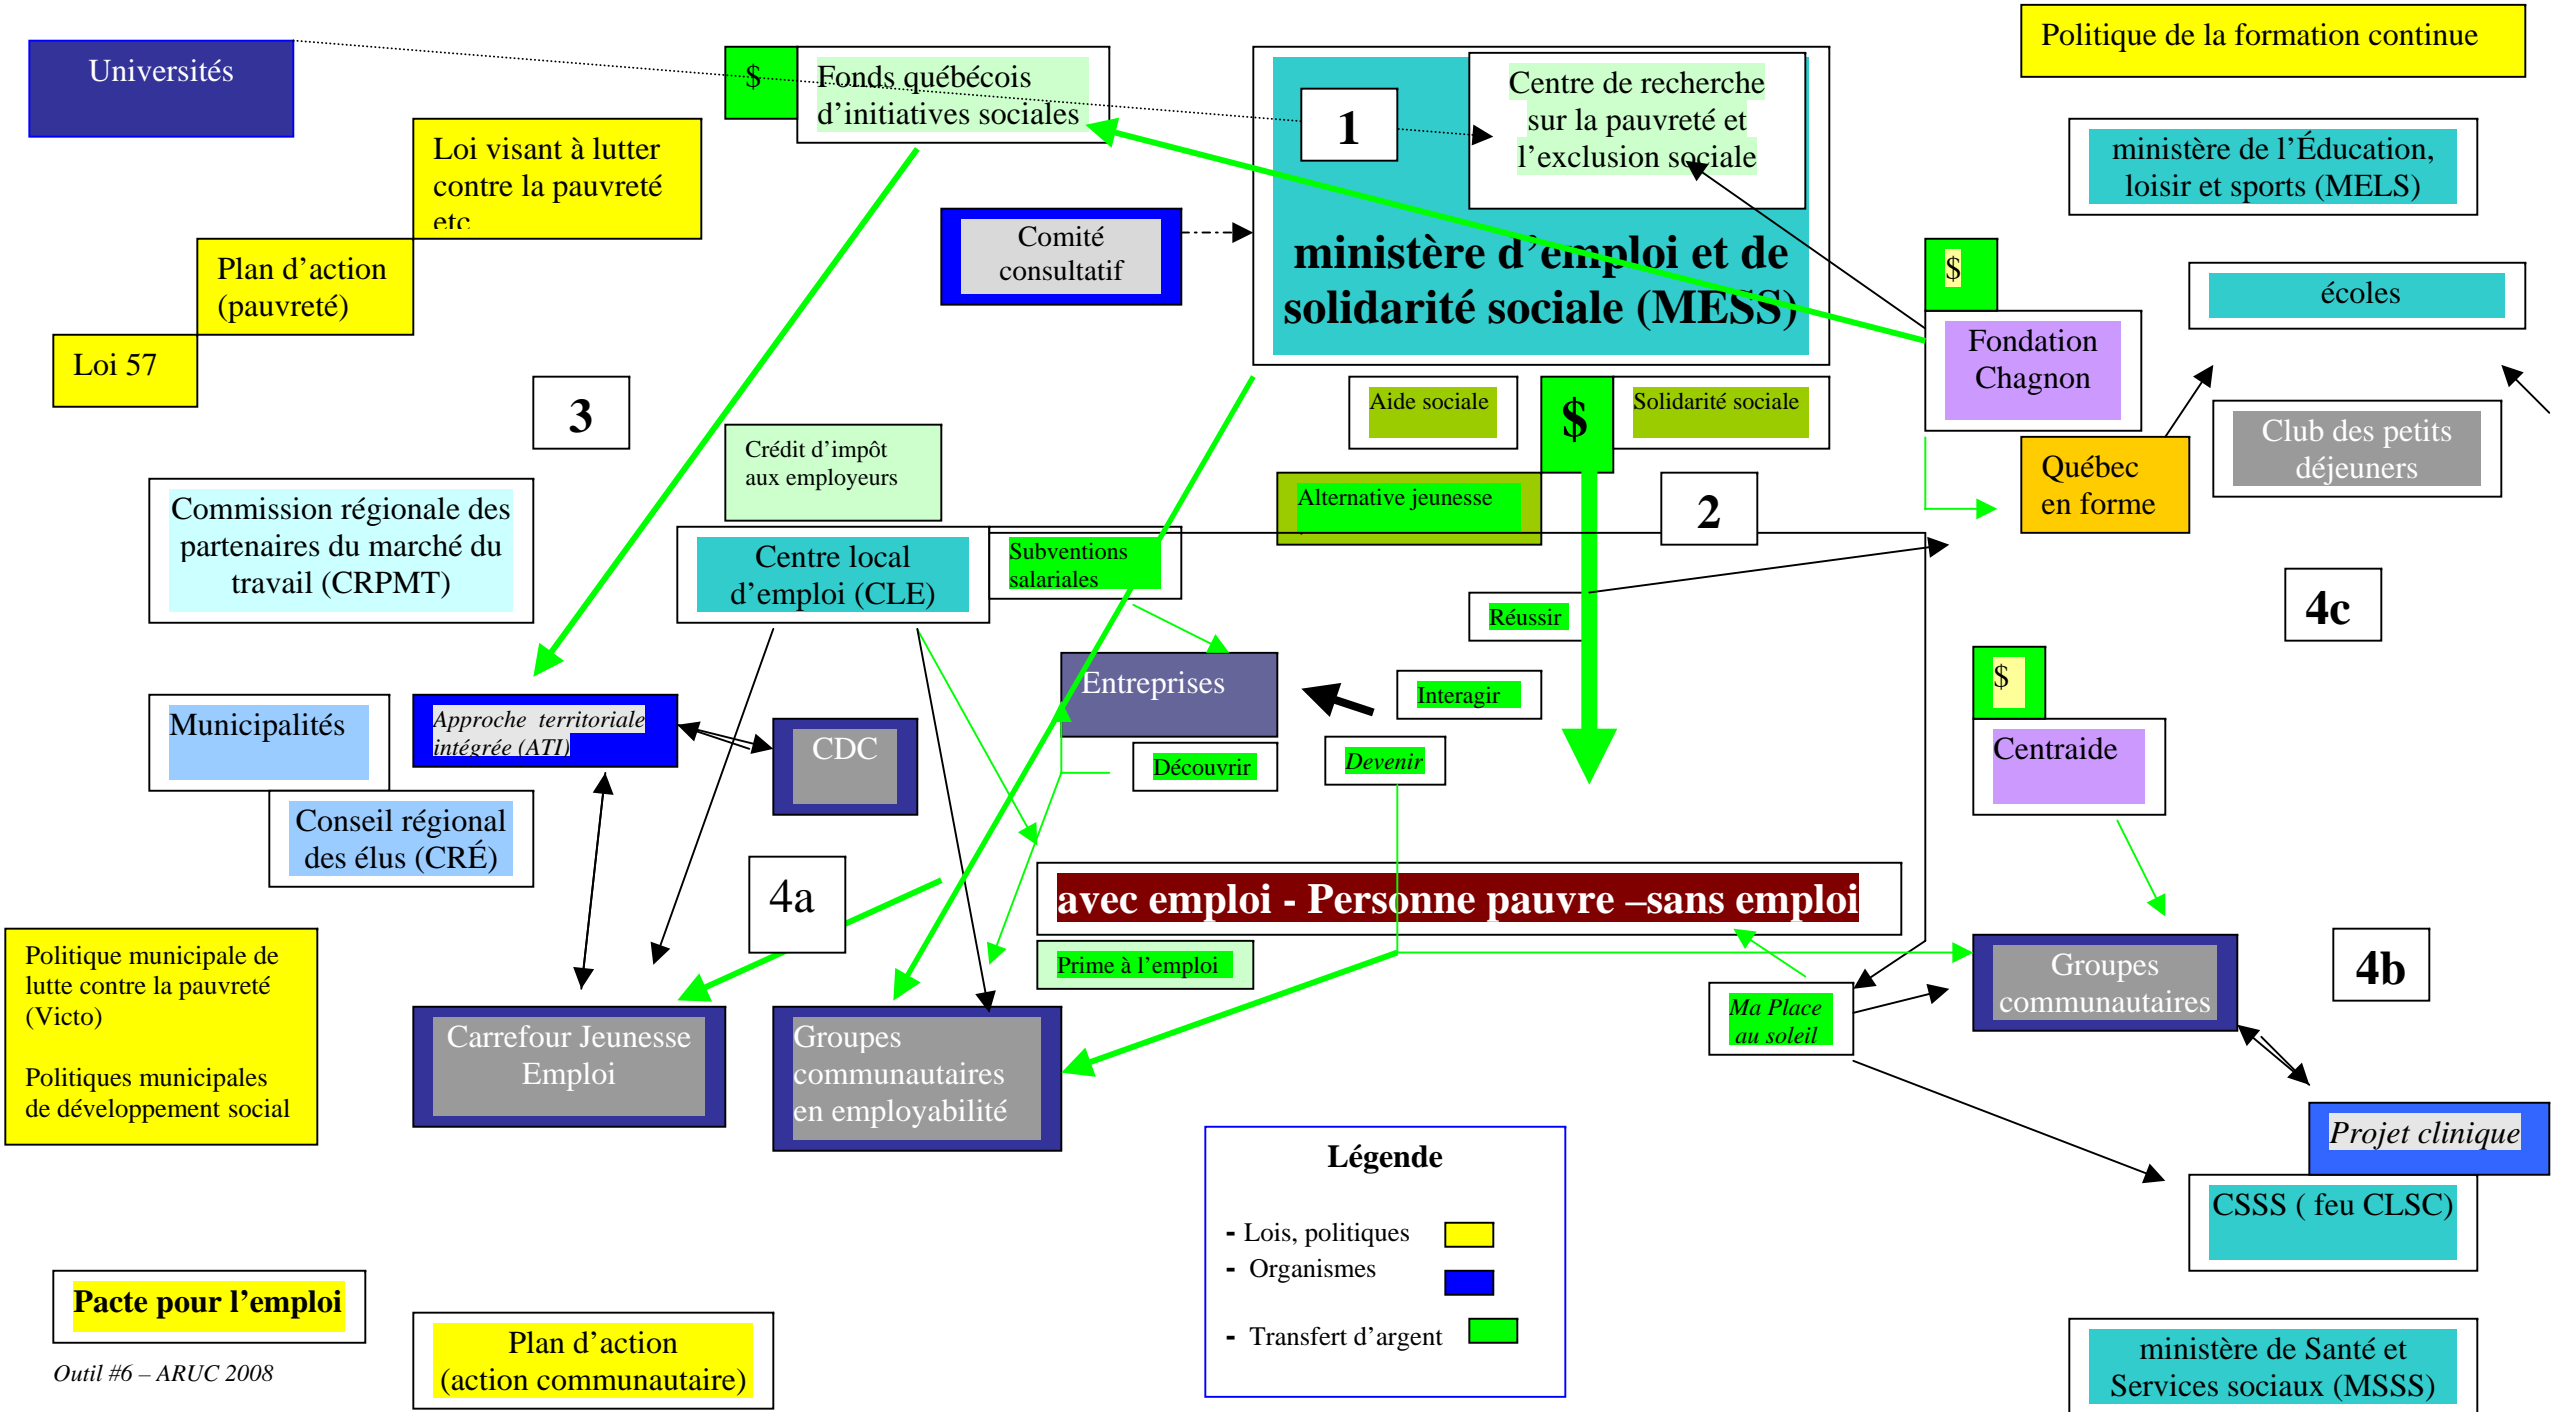 Universités
$
Fonds québécois
d'initiatives sociales
1
Centre de recherche
sur la pauvreté et
l'exclusion sociale
ministère d'emploi et de
solidarité sociale (MESS)
Politique de la formation continue
ministère de l'Éducation,
loisir et sports (MELS)
Loi visant à lutter
contre la pauvreté
etc
Plan d'action
(pauvreté)
Loi 57
Comité
consultatif
$
Fondation
Chagnon
écoles
Club des petits
déjeuners
Québec
en forme
3
Crédit d'impôt
aux employeurs
Aide sociale
$
Solidarité sociale
Alternative jeunesse
2
Commission régionale des
partenaires du marché du
travail (CRPMT)
Centre local
d'emploi (CLE)
Subventions
salariales
Réussir
4c
Entreprises
Interagir
Découvrir
Devenir
Municipalités
Approche territoriale
intégrée (ATI)
CDC
Conseil régional
des élus (CRÉ)
$
Centraide
4a
avec emploi - Personne pauvre –sans emploi
Prime à l'emploi
Politique municipale de
lutte contre la pauvreté
(Victo)
Politiques municipales
de développement social
Carrefour Jeunesse
Emploi
Groupes
communautaires
en employabilité
Ma Place
au soleil
Groupes
communautaires
4b
Projet clinique
CSSS ( feu CLSC)
Légende
- Lois, politiques
- Organismes
- Transfert d'argent
Pacte pour l'emploi
Outil #6 – ARUC 2008
Plan d'action
(action communautaire)
ministère de Santé et
Services sociaux (MSSS)